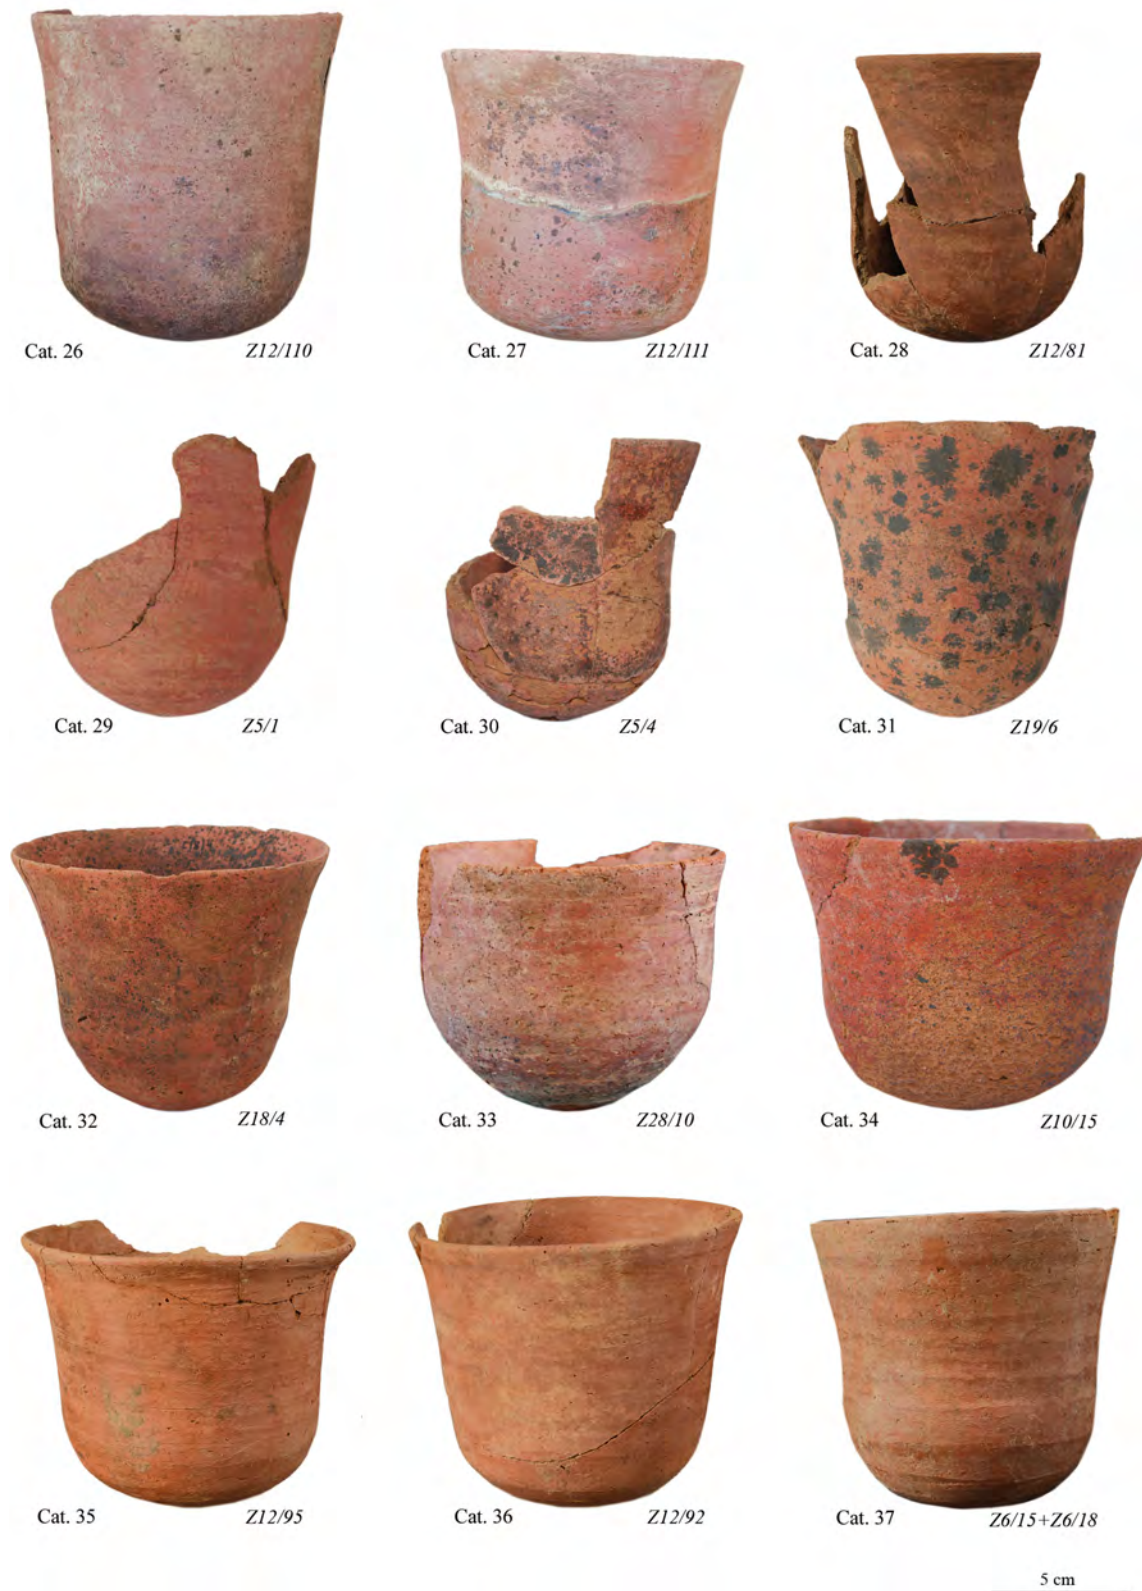 Cat. 26 Z12/110
Cat. 27 Z12/111
Cat. 28 Z12/81
Cat. 29 Z5/1
Cat. 30 Z5/4
Cat. 31 Z19/6
Cat. 32 Z18/4
Cat. 33 Z28/10
Cat. 34 Z10/15
Cat. 35 Z12/95
Cat. 36 Z12/92
Cat. 37 Z6/15+Z6/18
5 cm